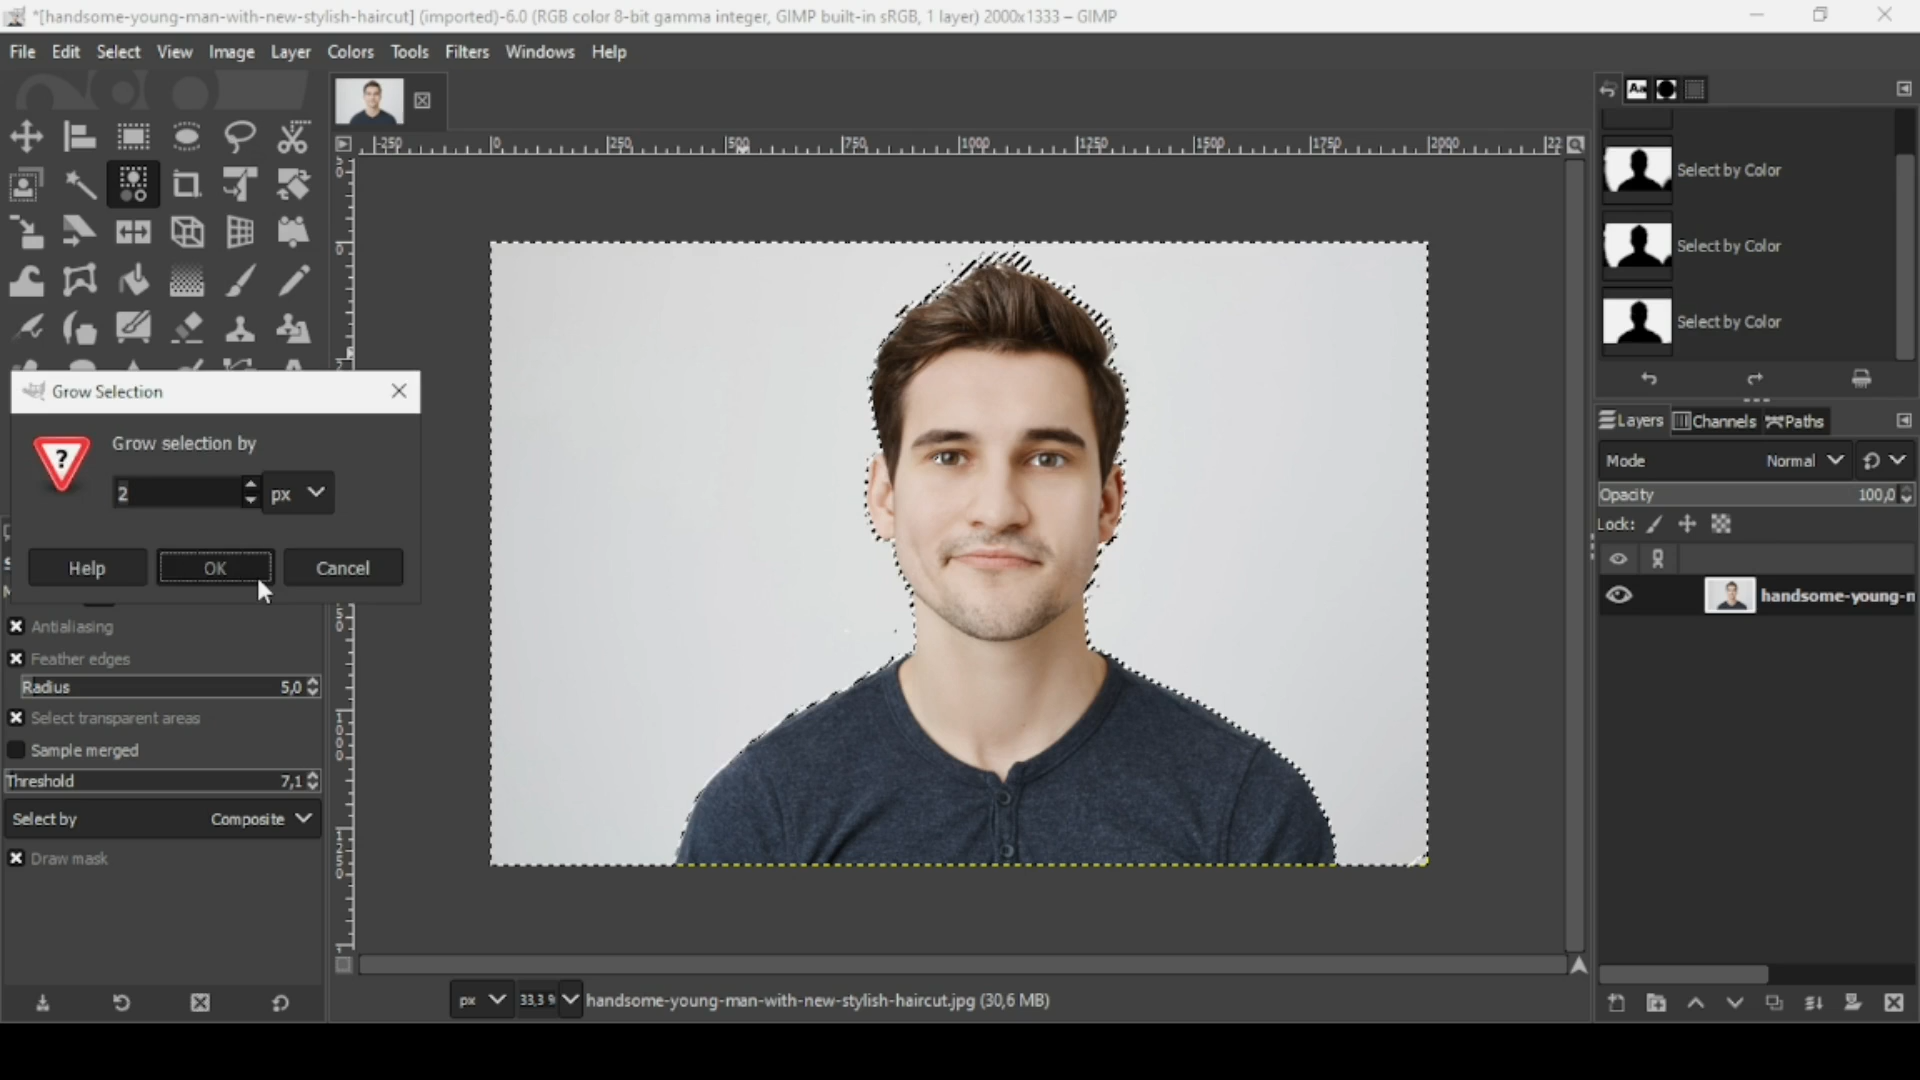 *[handsome-young-man-with-new-stylish-haircut] (imported)-6.0 (RGB color 8-bit gamma integer, GIMP built-in sRGB, 1 layer) 2000x1333 – GIMP
File Edit Select View Image Layer Colors Tools Filters Windows Help
-250 0 250 500 750 1000 1250 1500 1750 2000 22
Aa
Select by Color
Select by Color
Select by Color
Grow Selection
Grow selection by
2 px
Help OK Cancel
Antialiasing
Feather edges
Radius 5,0
Select transparent areas
Sample merged
Threshold 7,1
Select by Composite
Draw mask
Layers Channels Paths
Mode Normal
Opacity 100,0
Lock:
handsome-young-m
1000
1250
px 33,3 % handsome-young-man-with-new-stylish-haircut.jpg (30,6 MB)